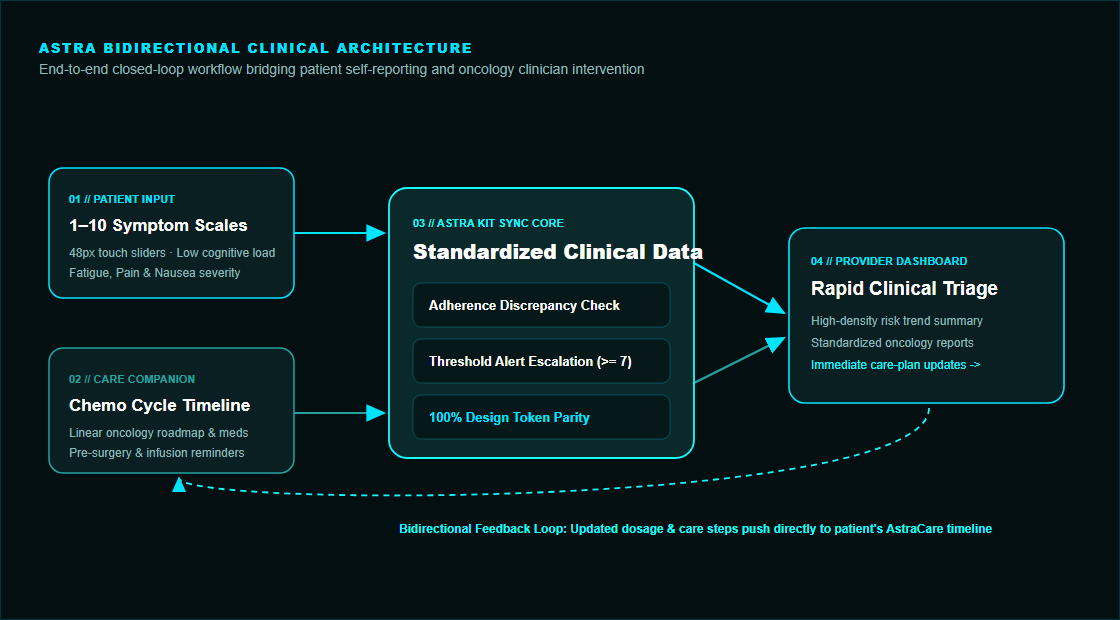 ASTRA BIDIRECTIONAL CLINICAL ARCHITECTURE
End-to-end closed-loop workflow bridging patient self-reporting and oncology clinician intervention
01 // PATIENT INPUT
1–10 Symptom Scales
48px touch sliders · Low cognitive load
Fatigue, Pain & Nausea severity
02 // CARE COMPANION
Chemo Cycle Timeline
Linear oncology roadmap & meds
Pre-surgery & infusion reminders
03 // ASTRA KIT SYNC CORE
Standardized Clinical Data
Adherence Discrepancy Check
Threshold Alert Escalation (>= 7)
100% Design Token Parity
04 // PROVIDER DASHBOARD
Rapid Clinical Triage
High-density risk trend summary
Standardized oncology reports
Immediate care-plan updates ->
Bidirectional Feedback Loop: Updated dosage & care steps push directly to patient's AstraCare timeline